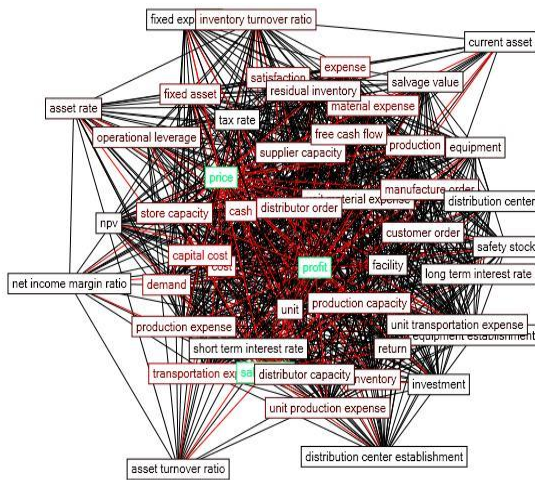 fixed exp
inventory turnover ratio
current asset
expense
satisfaction
salvage value
residual inventory
fixed asset
asset rate
material expense
tax rate
free cash flow
operational leverage
production
equipment
supplier capacity
price
manufacture order
material expense
distribution center
cash
distributor order
store capacity
npv
customer order
safety stock
capital cost
cost
profit
facility
long term interest rate
net income margin ratio
demand
unit
production capacity
production expense
unit transportation expense
equipment establishment
short term interest rate
return
transportation exp
distributor capacity
inventory
investment
unit production expense
distribution center establishment
asset turnover ratio